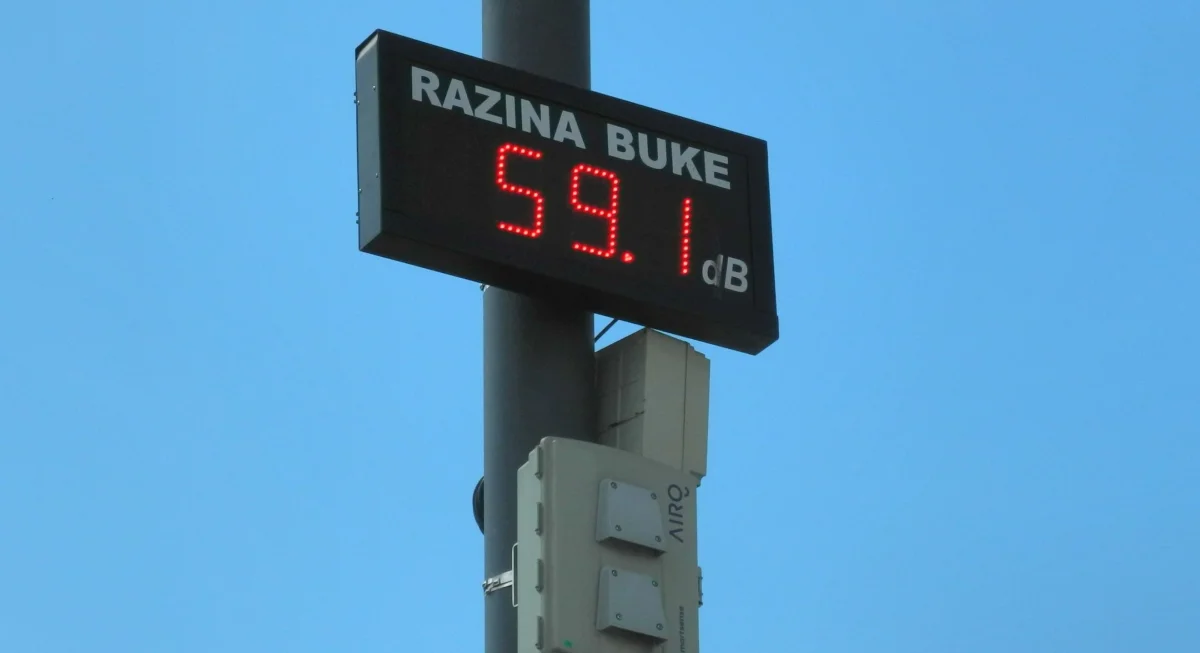 RAZINA BUKE
59.1 dB
AIRQ